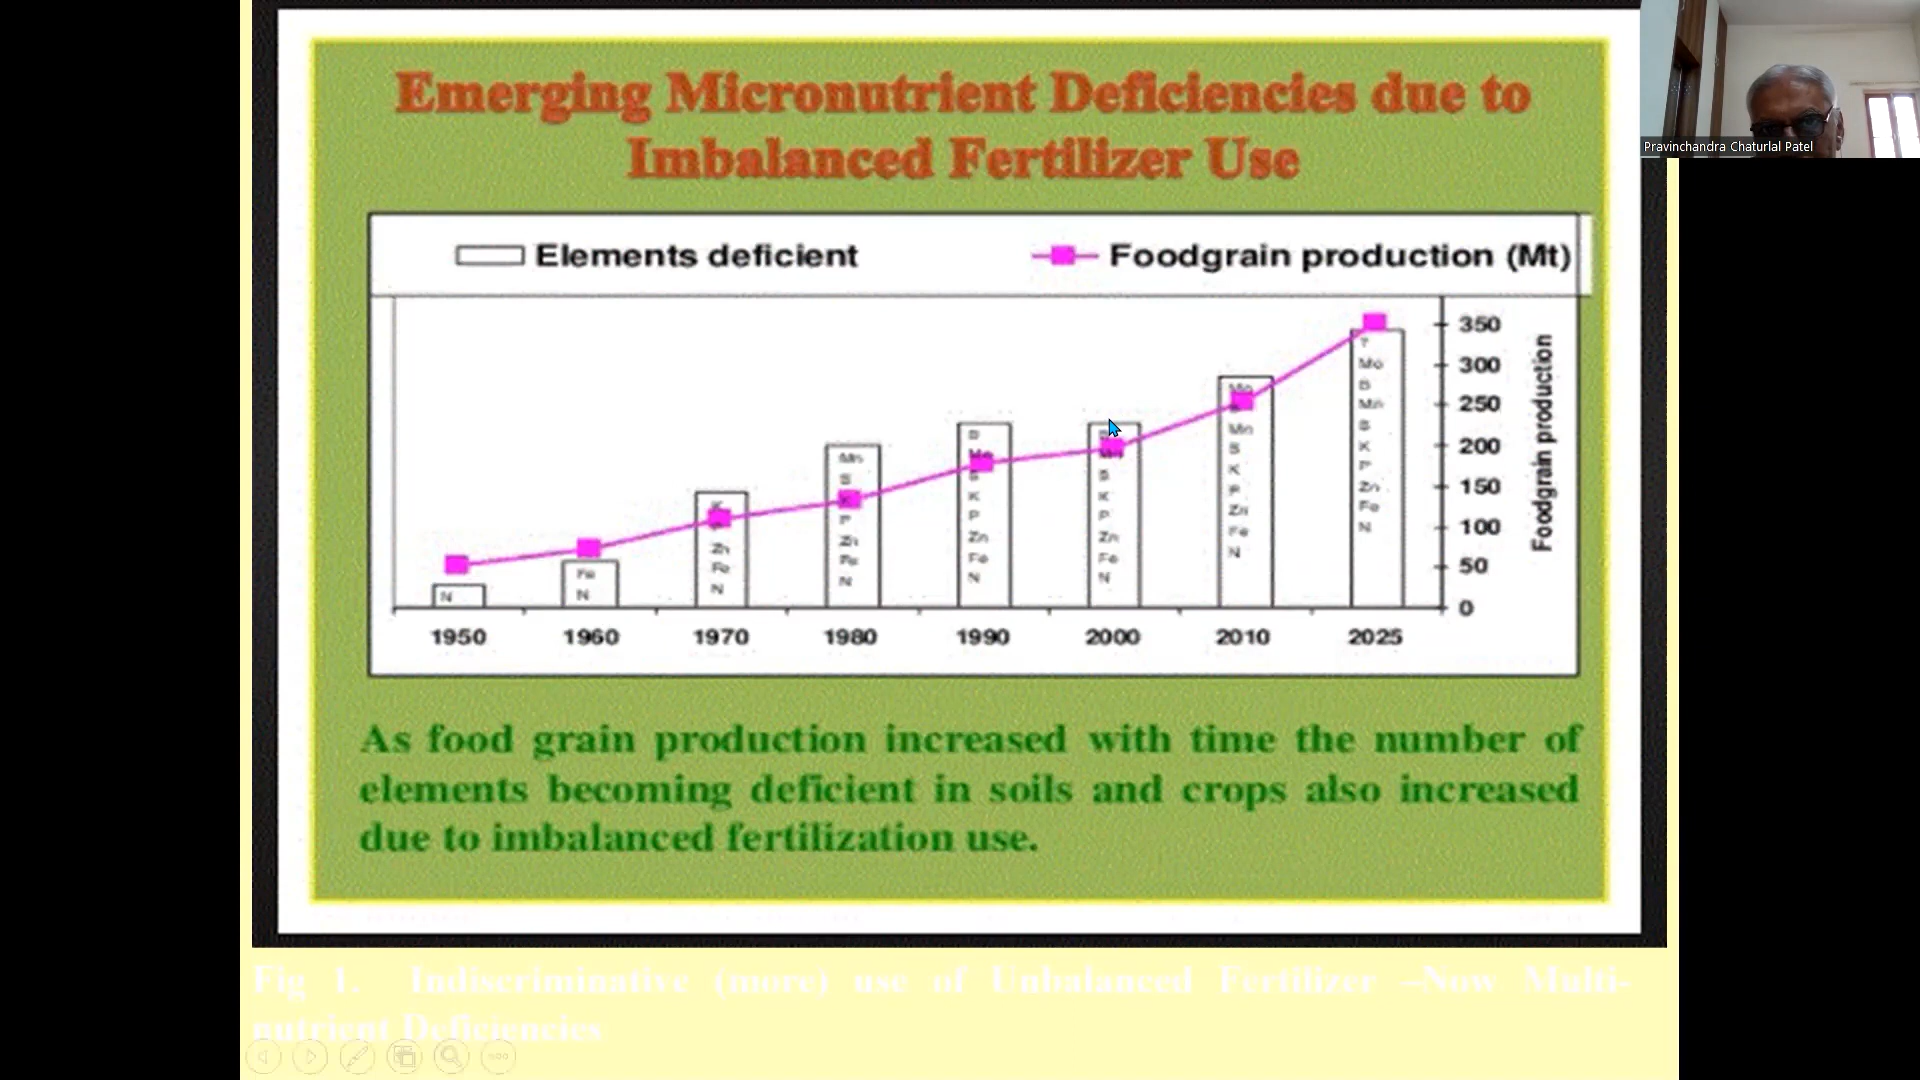 Emerging Micronutrient Deficiencies due to
Imbalanced Fertilizer Use
Pravinchandra Chaturlal Patel
Elements deficient
Foodgrain production (Mt)
350
300
250
200
150
100
50
0
Foodgrain production
N
Fe
N
K
Zn
Fe
N
Mn
S
K
P
Zn
Fe
N
B
S
K
P
Zn
Fe
N
S
K
P
Zn
Fe
N
Mn
S
K
P
Zn
Fe
N
?
Mo
B
Mn
S
K
P
Zn
Fe
N
1950 1960 1970 1980 1990 2000 2010 2025
As food grain production increased with time the number of
elements becoming deficient in soils and crops also increased
due to imbalanced fertilization use.
Fig 1. Indiscriminative (more) use of Unbalanced Fertilizer –Now Multi-
nutrient Deficiencies